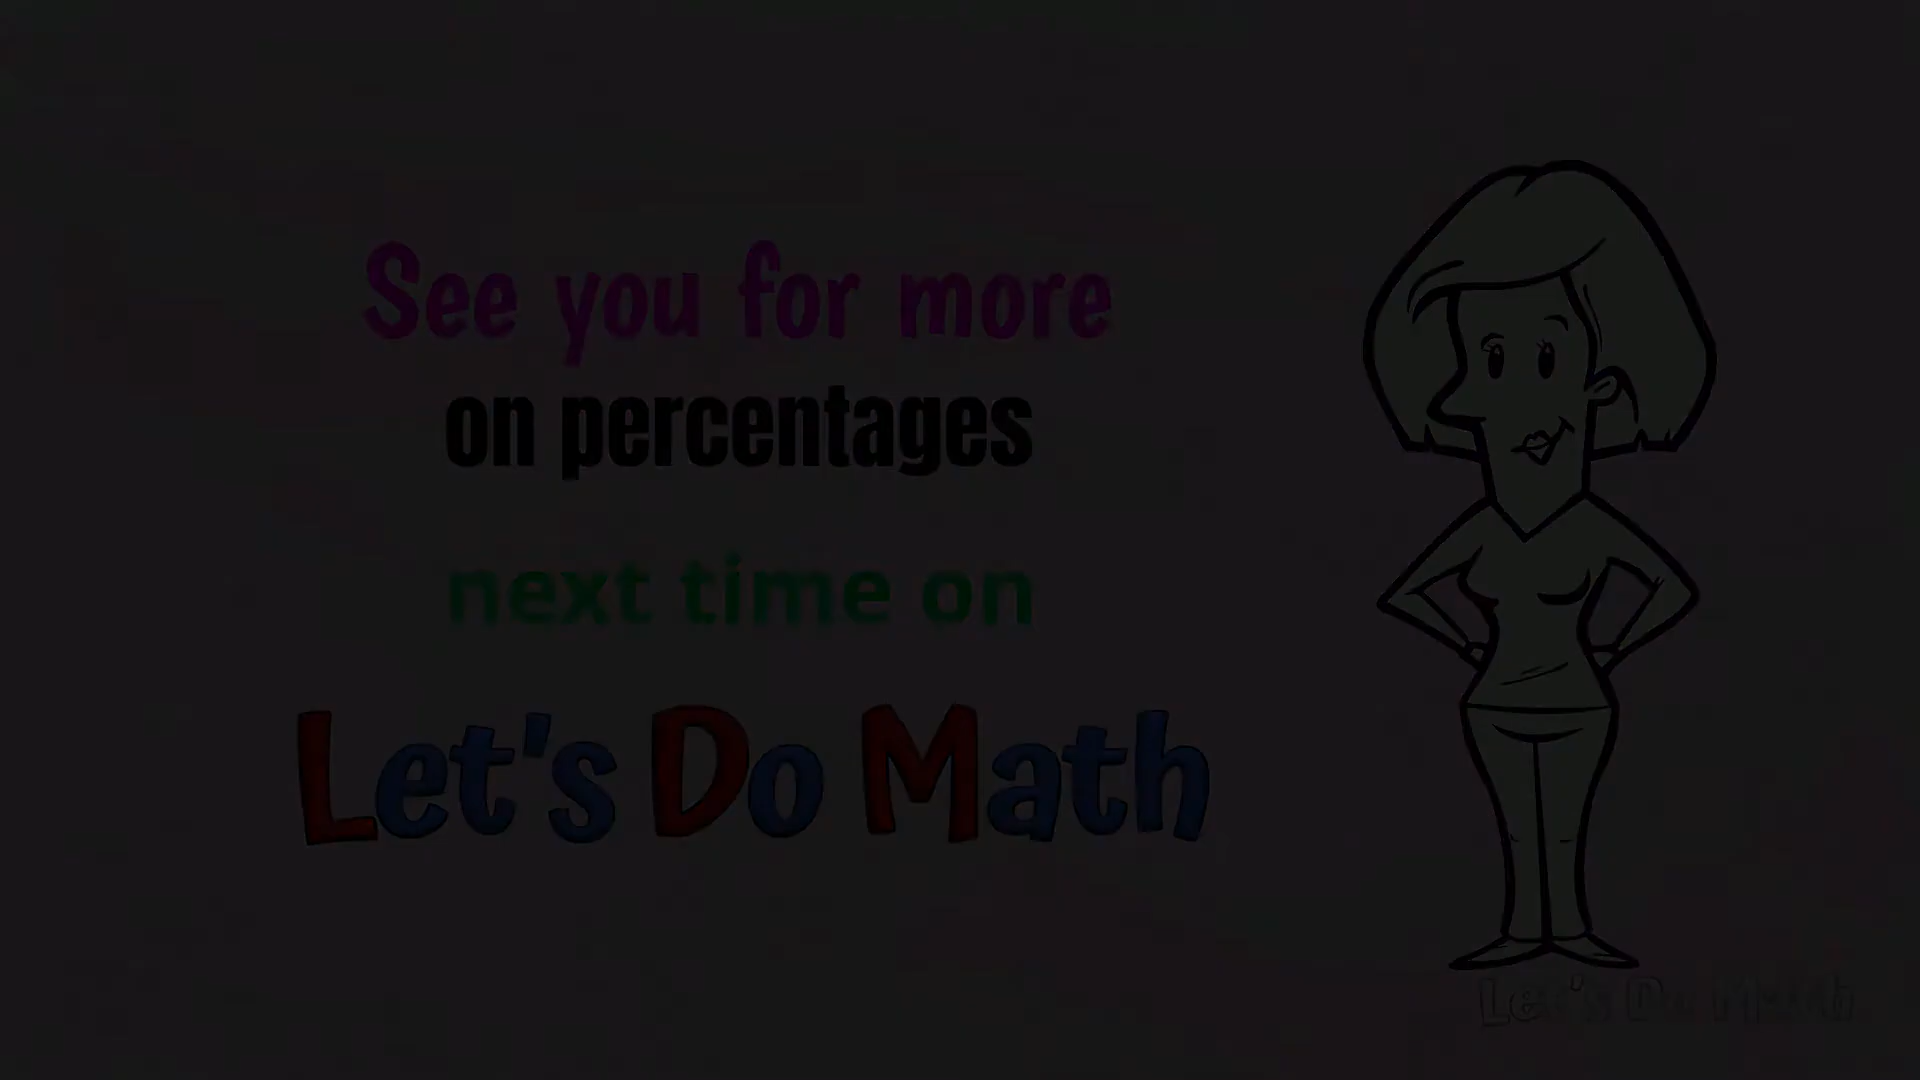 See you for more
on percentages
next time on
Let's Do Math
Let's Do Math